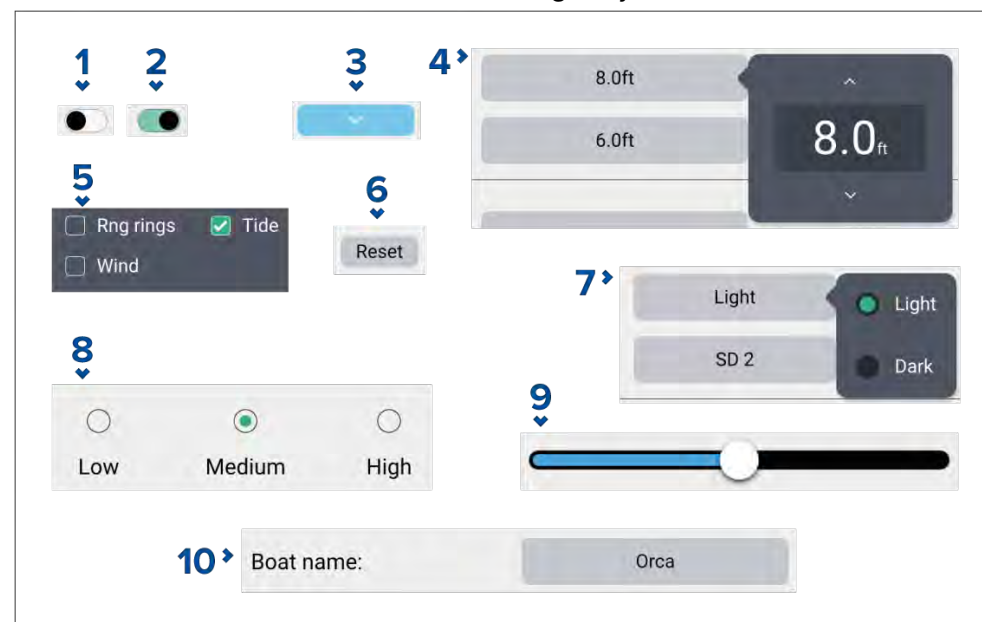 1
2
3
4
8.0ft
6.0ft
8.0ft
5
Rng rings
Tide
Wind
6
Reset
7
Light
SD 2
Light
Dark
8
Low
Medium
High
9
10
Boat name:
Orca